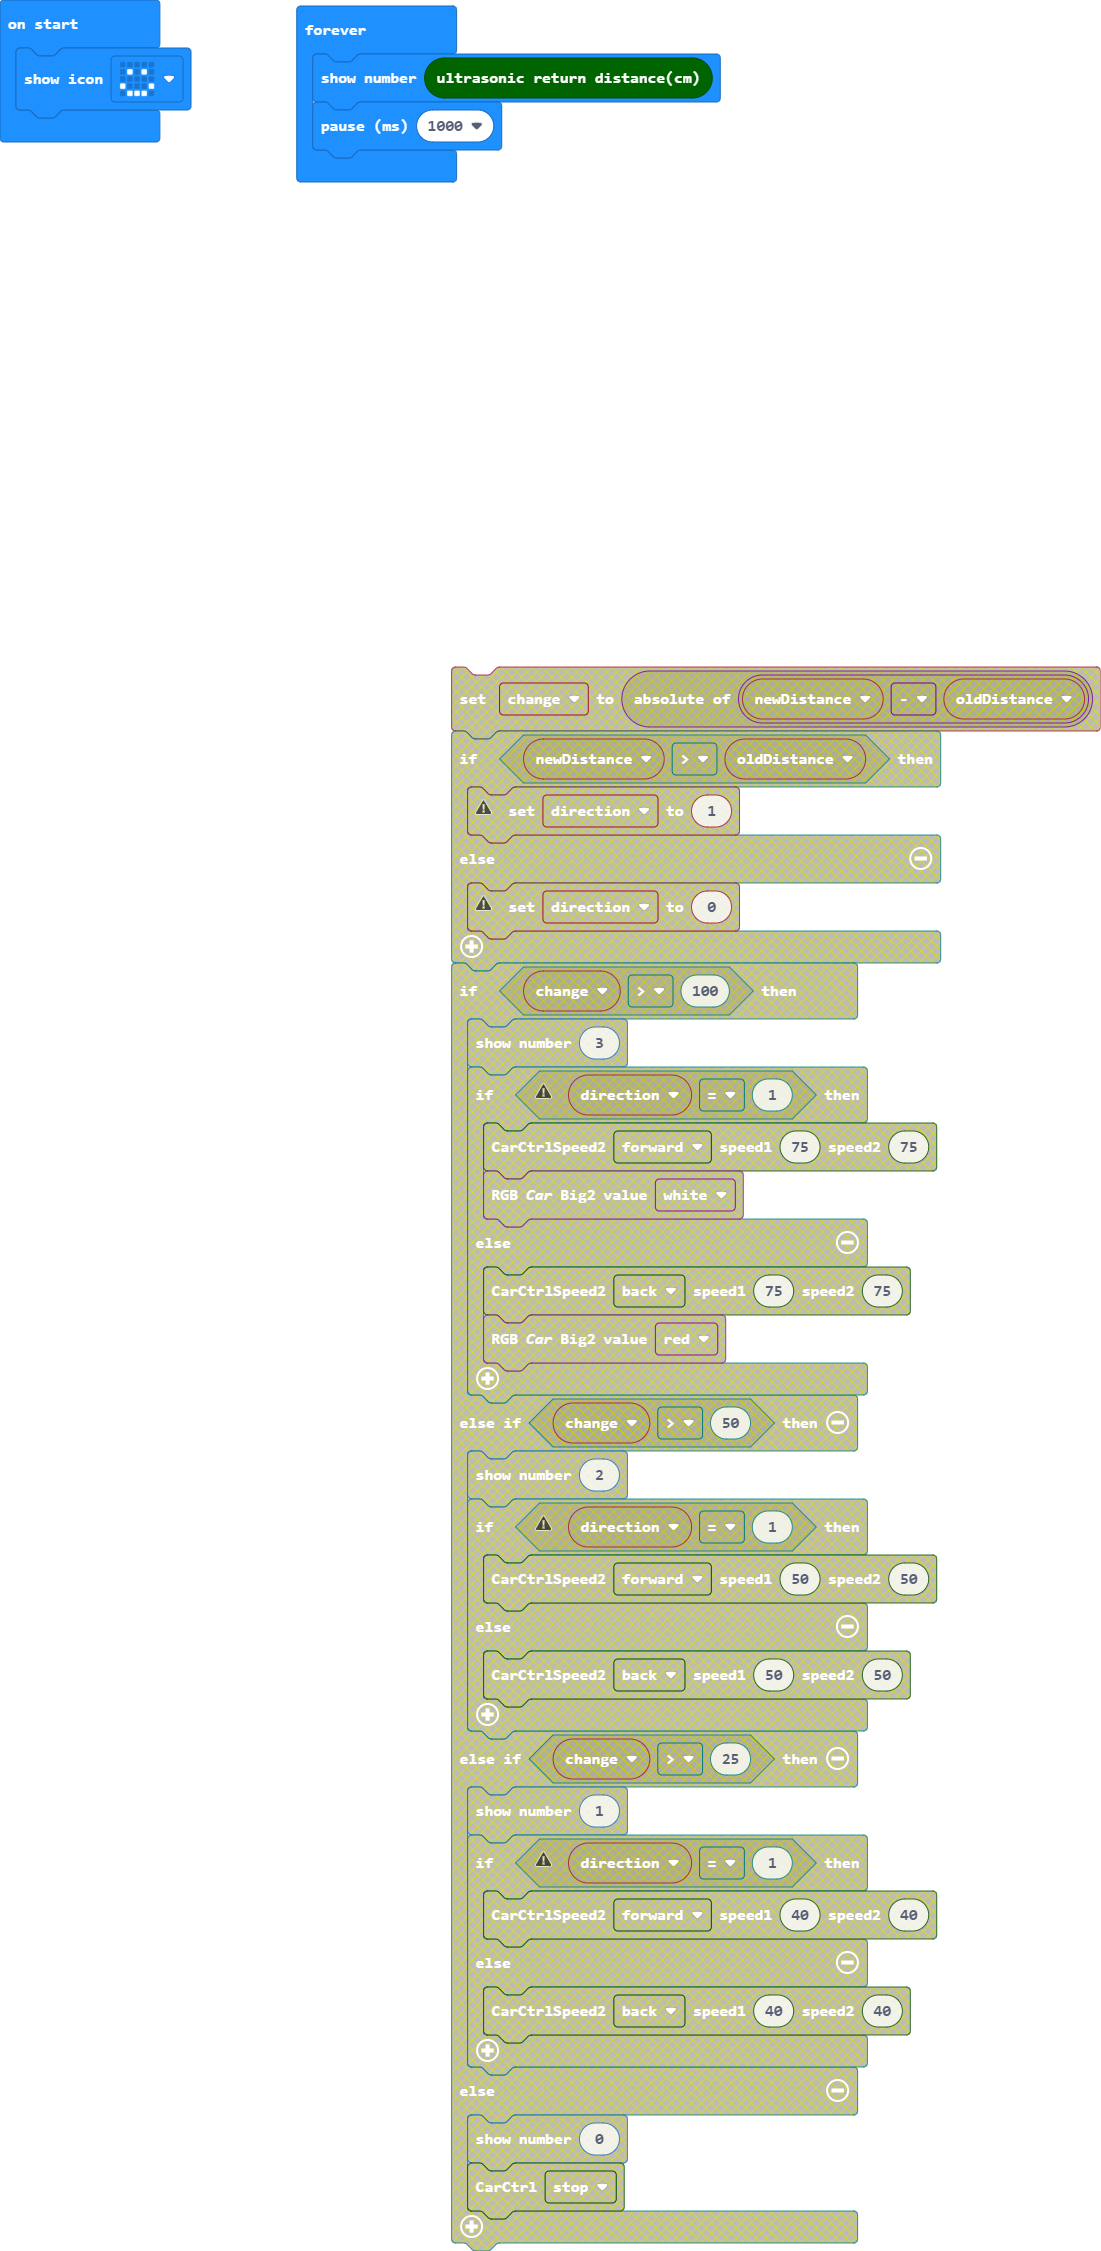 on start
show icon
forever
show number ultrasonic return distance(cm)
pause (ms) 1000
set change to absolute of newDistance - oldDistance
if newDistance > oldDistance then
set direction to 1
else
set direction to 0
if change > 100 then
show number 3
if direction = 1 then
CarCtrlSpeed2 forward speed1 75 speed2 75
RGB Car Big2 value white
else
CarCtrlSpeed2 back speed1 75 speed2 75
RGB Car Big2 value red
else if change > 50 then
show number 2
if direction = 1 then
CarCtrlSpeed2 forward speed1 50 speed2 50
else
CarCtrlSpeed2 back speed1 50 speed2 50
else if change > 25 then
show number 1
if direction = 1 then
CarCtrlSpeed2 forward speed1 40 speed2 40
else
CarCtrlSpeed2 back speed1 40 speed2 40
else
show number 0
CarCtrl stop